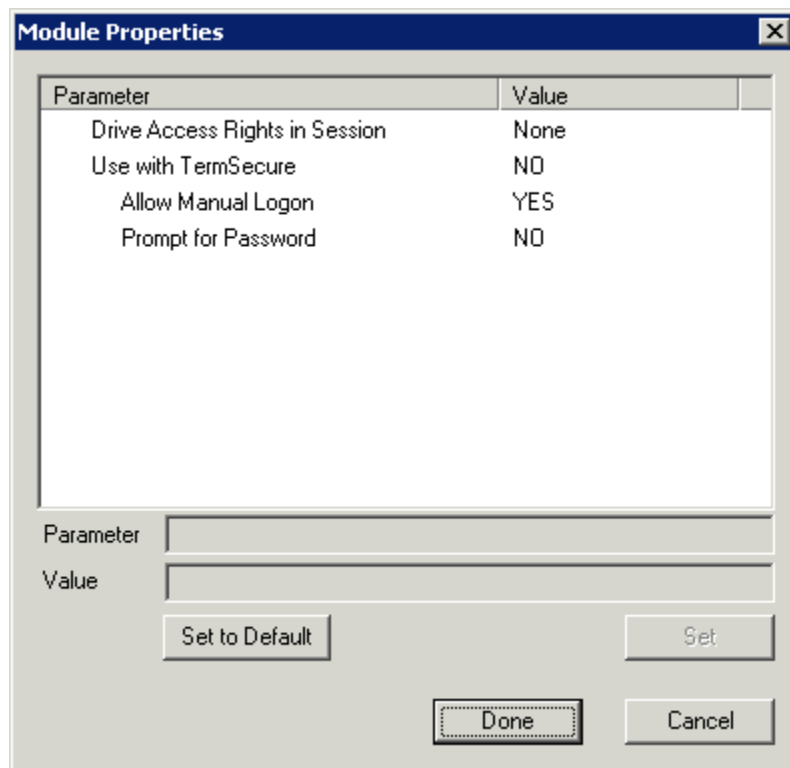 Module Properties
Parameter Value
Drive Access Rights in Session None
Use with TermSecure NO
Allow Manual Logon YES
Prompt for Password NO
Parameter
Value
Set to Default Set
Done Cancel